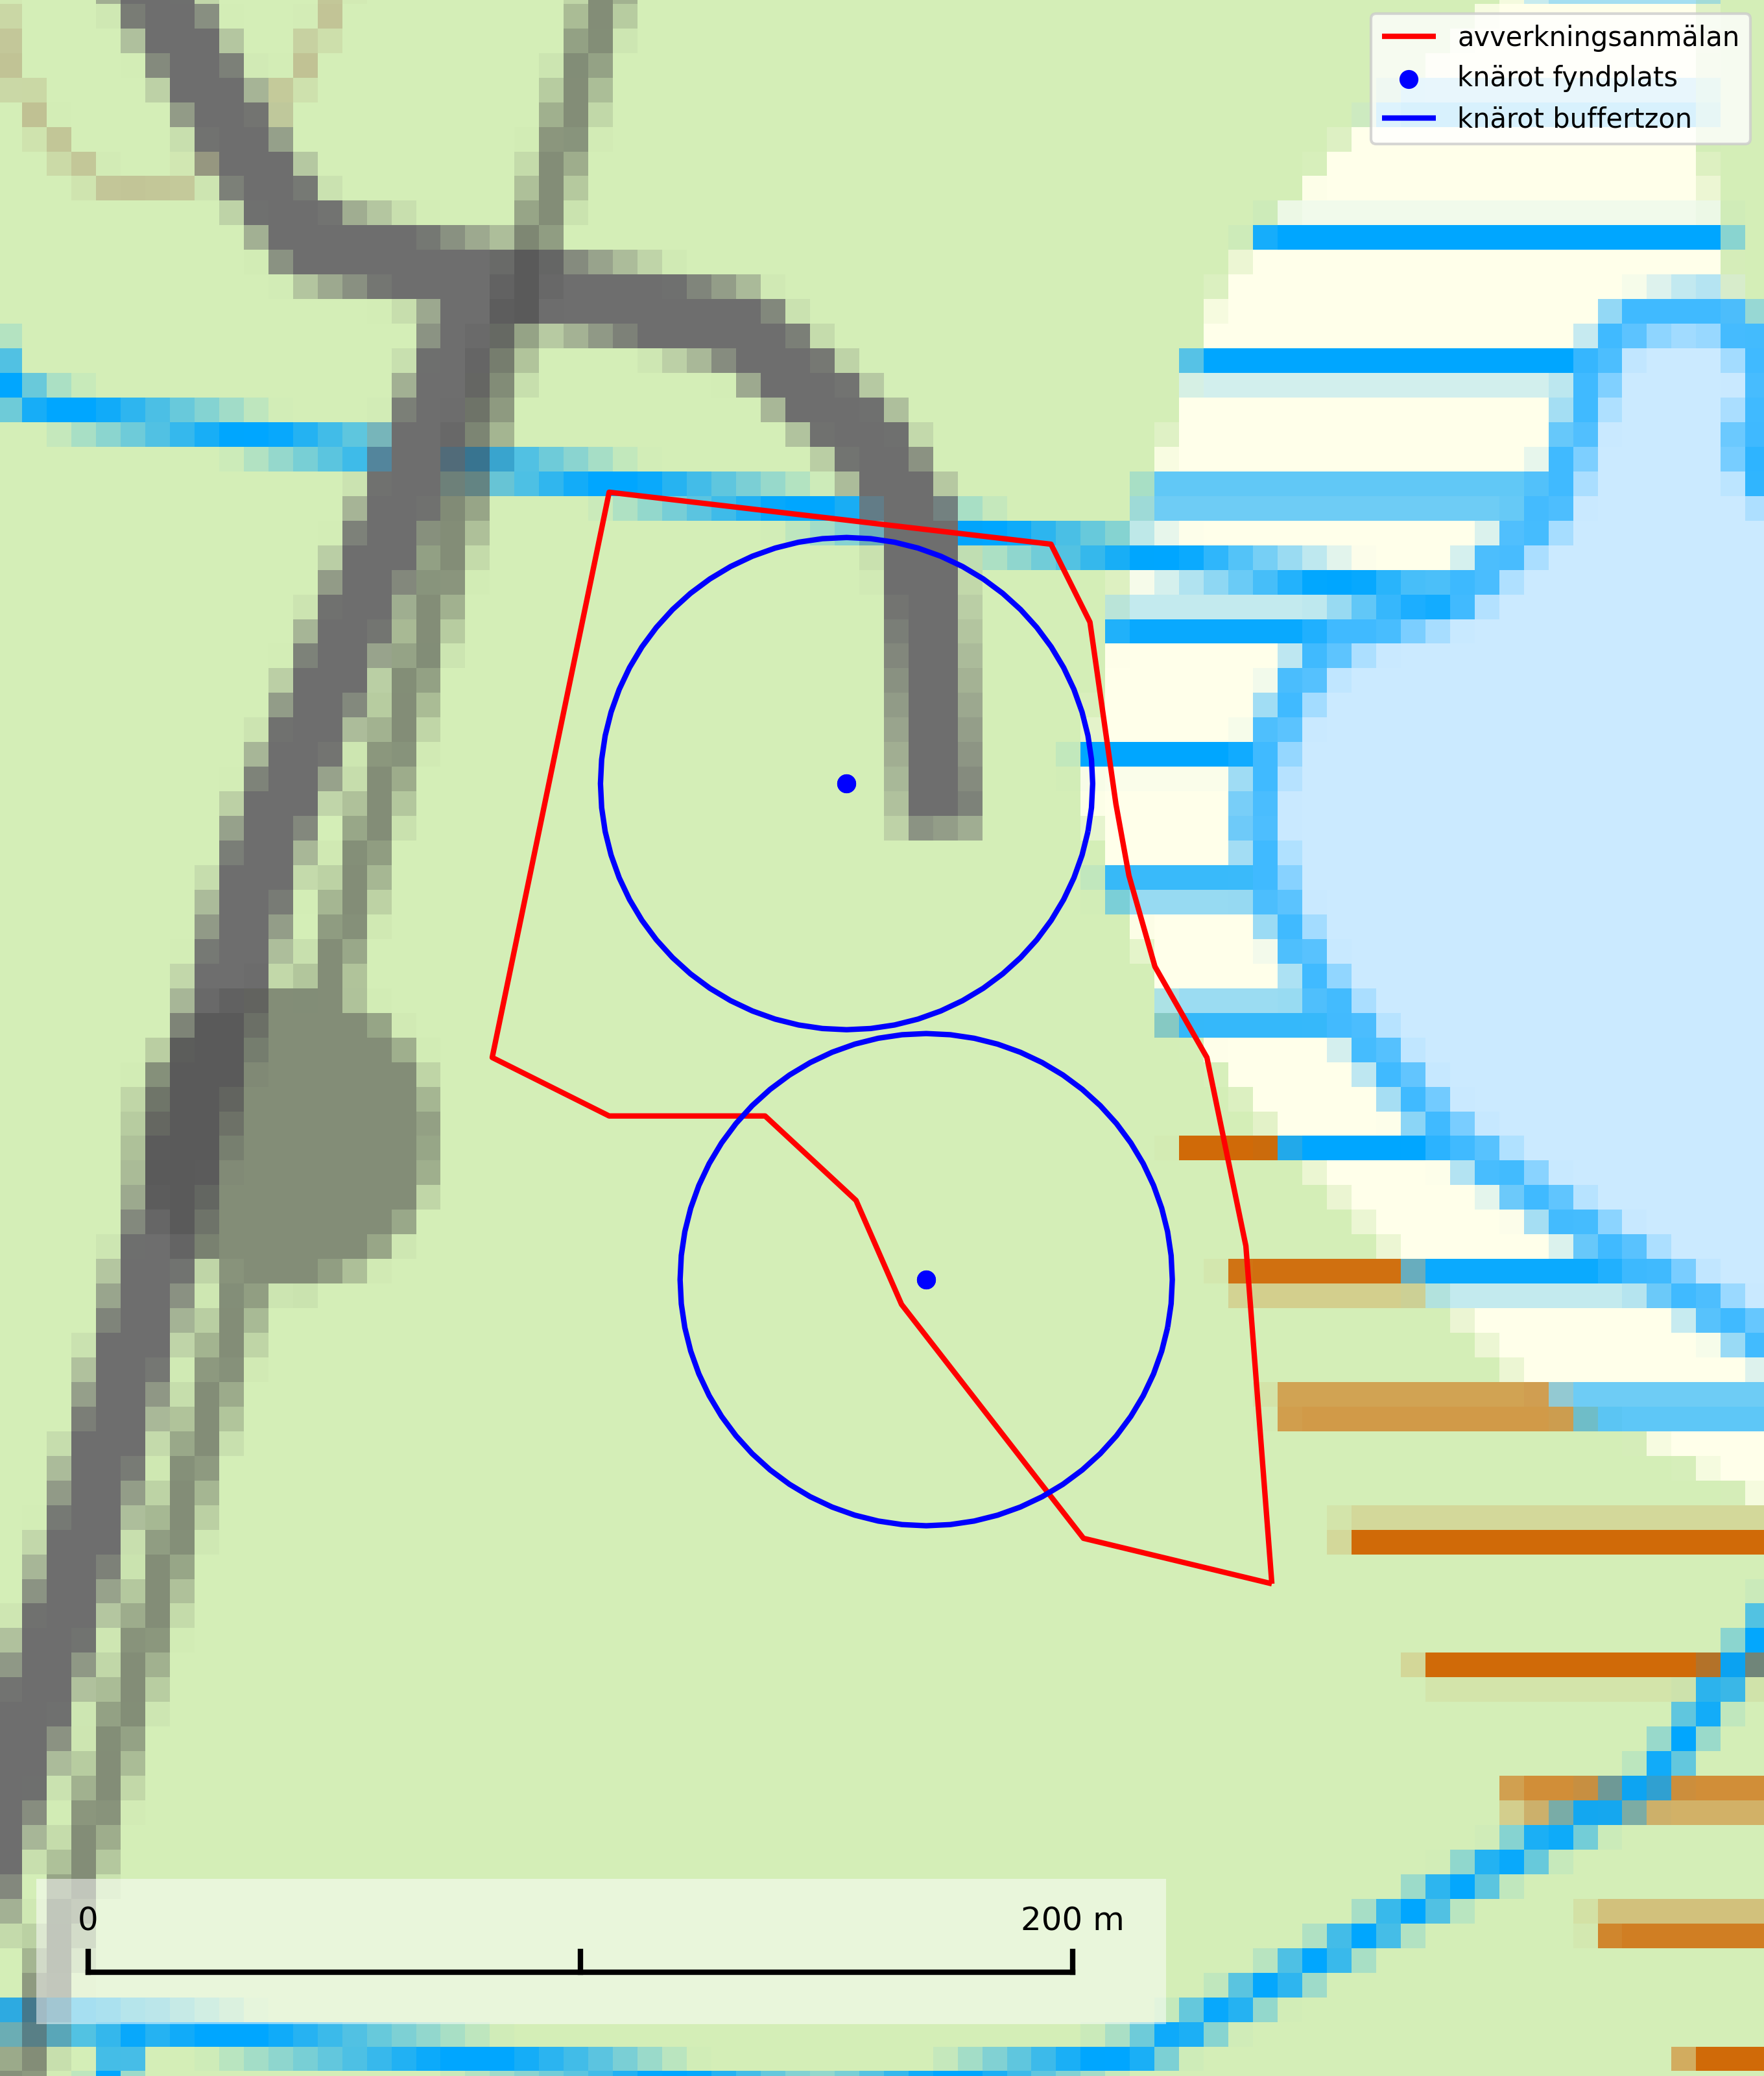 avverkningsanmälan
knärot fyndplats
knärot buffertzon
0
200 m